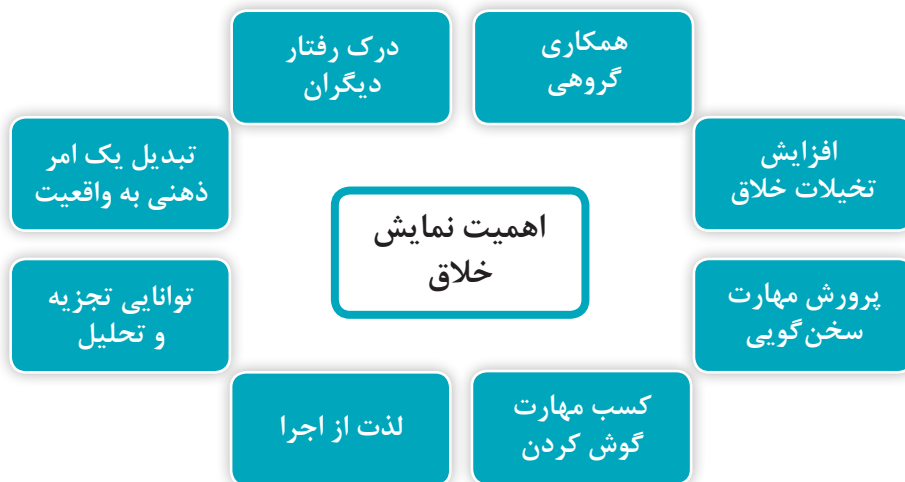 همکاری
گروهی
درک رفتار
دیگران
افزایش
تخیلات خلاق
تبدیل یک امر
ذهنی به واقعیت
اهمیت نمایش
خلاق
پرورش مهارت
سخن‌گویی
توانایی تجزیه
و تحلیل
کسب مهارت
گوش کردن
لذت از اجرا